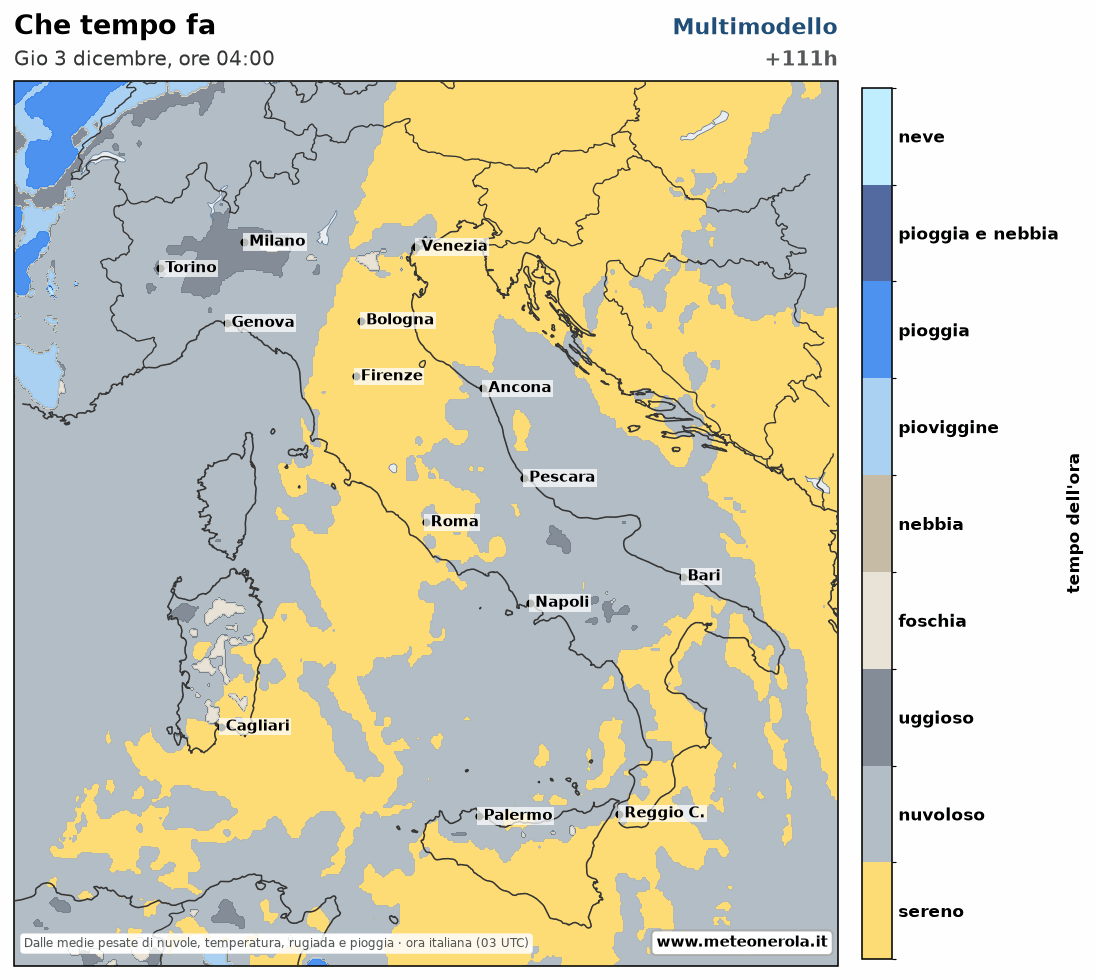 Che tempo fa
Multimodello
Gio 3 dicembre, ore 04:00
+111h
Milano
Venezia
Torino
Genova
Bologna
Firenze
Ancona
Pescara
Roma
Bari
Napoli
Cagliari
Palermo
Reggio C.
neve
pioggia e nebbia
pioggia
pioviggine
nebbia
foschia
uggioso
nuvoloso
sereno
tempo dell'ora
Dalle medie pesate di nuvole, temperatura, rugiada e pioggia · ora italiana (03 UTC)
www.meteonerola.it